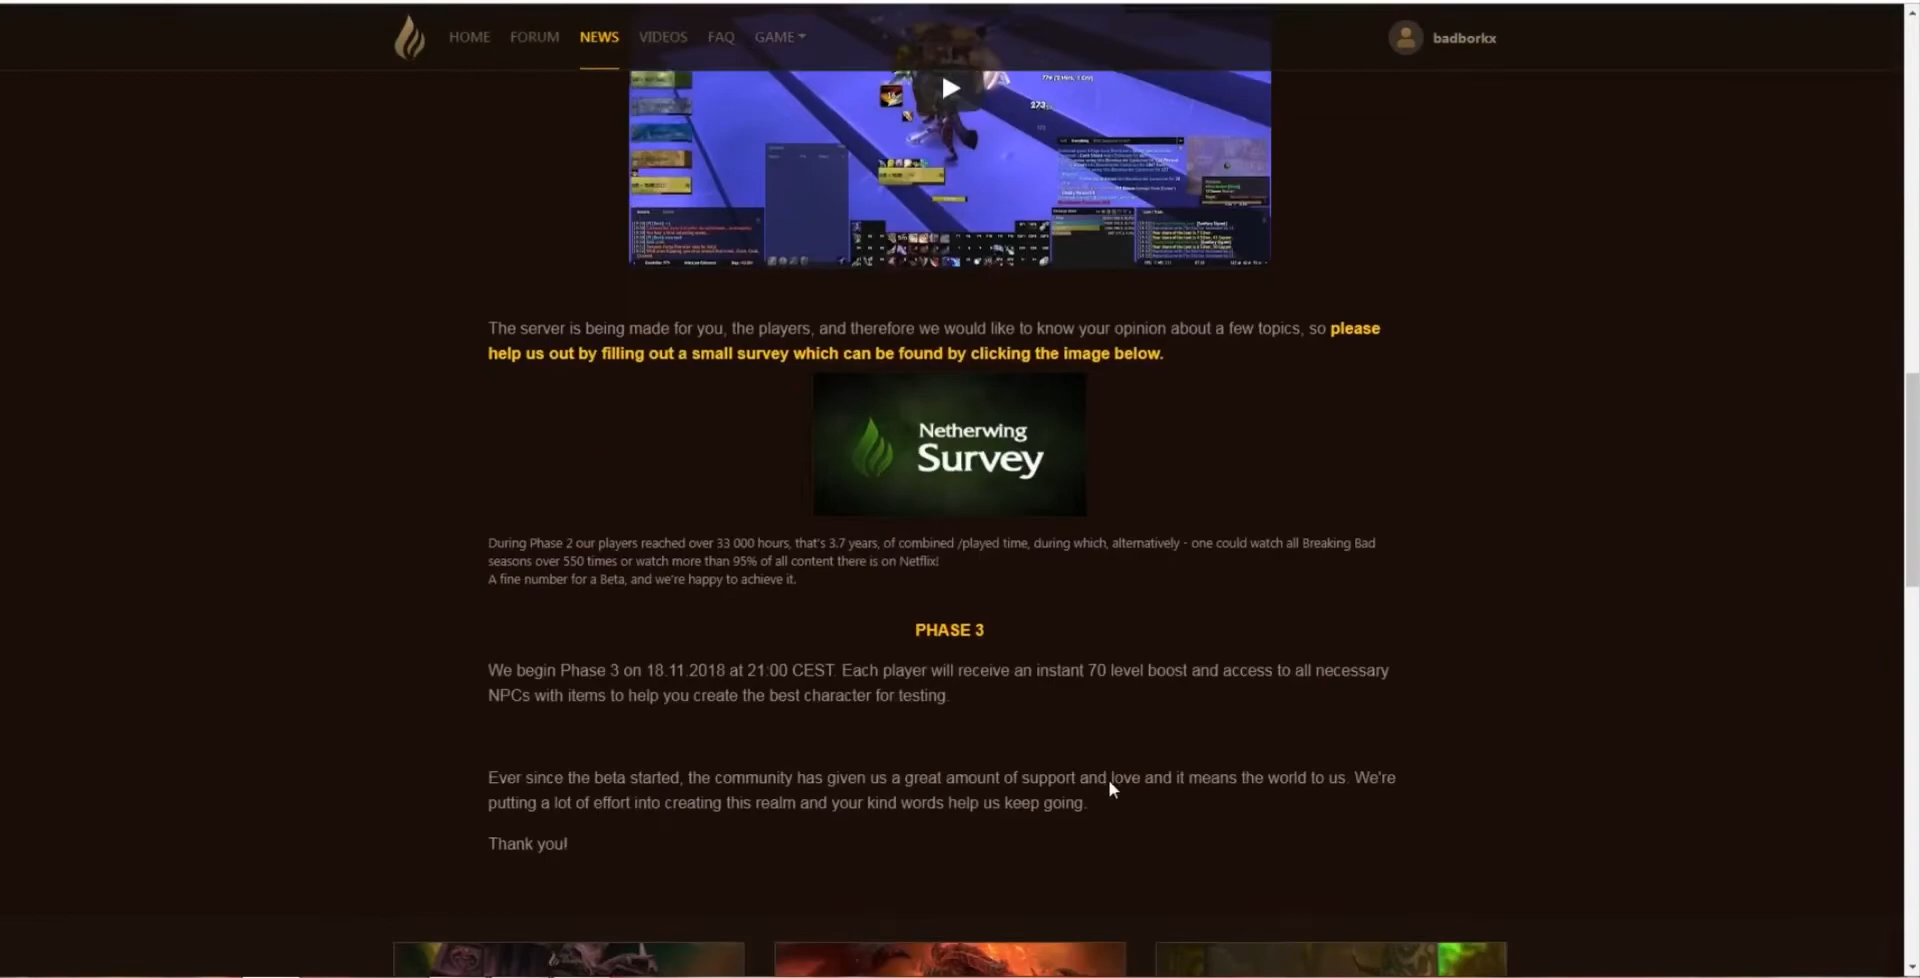 HOME FORUM NEWS VIDEOS FAQ GAME badborkx
273
The server is being made for you, the players, and therefore we would like to know your opinion about a few topics, so please
help us out by filling out a small survey which can be found by clicking the image below.
Netherwing
Survey
During Phase 2 our players reached over 33 000 hours, that's 3.7 years, of combined /played time, during which, alternatively - one could watch all Breaking Bad
seasons over 550 times or watch more than 95% of all content there is on Netflix!
A fine number for a Beta, and we're happy to achieve it.
PHASE 3
We begin Phase 3 on 18.11.2018 at 21:00 CEST. Each player will receive an instant 70 level boost and access to all necessary
NPCs with items to help you create the best character for testing.
Ever since the beta started, the community has given us a great amount of support and love and it means the world to us. We're
putting a lot of effort into creating this realm and your kind words help us keep going.
Thank you!